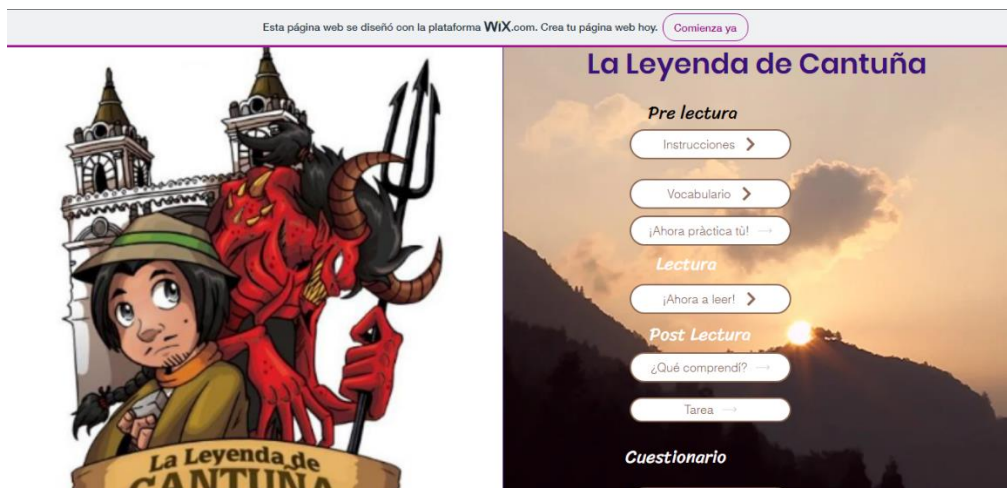 Esta página web se diseñó con la plataforma WiX.com. Crea tu página web hoy. Comienza ya
La Leyenda de Cantuña
Pre lectura
Instrucciones
Vocabulario
¡Ahora pràctica tú!
Lectura
¡Ahora a leer!
Post Lectura
¿Qué comprendí?
Tarea
Cuestionario
La Leyenda de
CANTUÑA